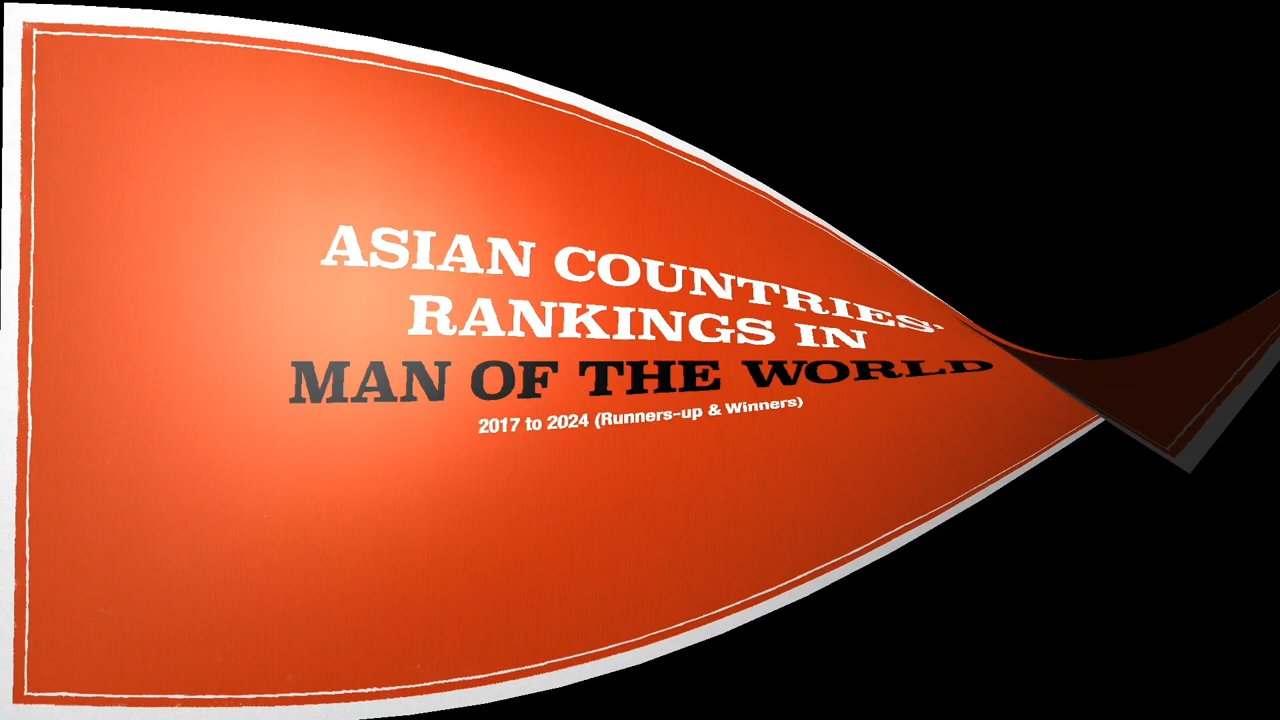 ASIAN COUNTRIES'
RANKINGS IN
MAN OF THE WORLD
2017 to 2024 (Runners-up & Winners)